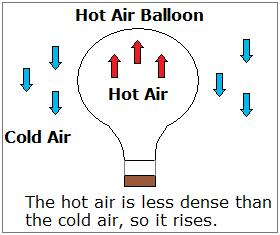 Hot Air Balloon
Hot Air
Cold Air
The hot air is less dense than
the cold air, so it rises.